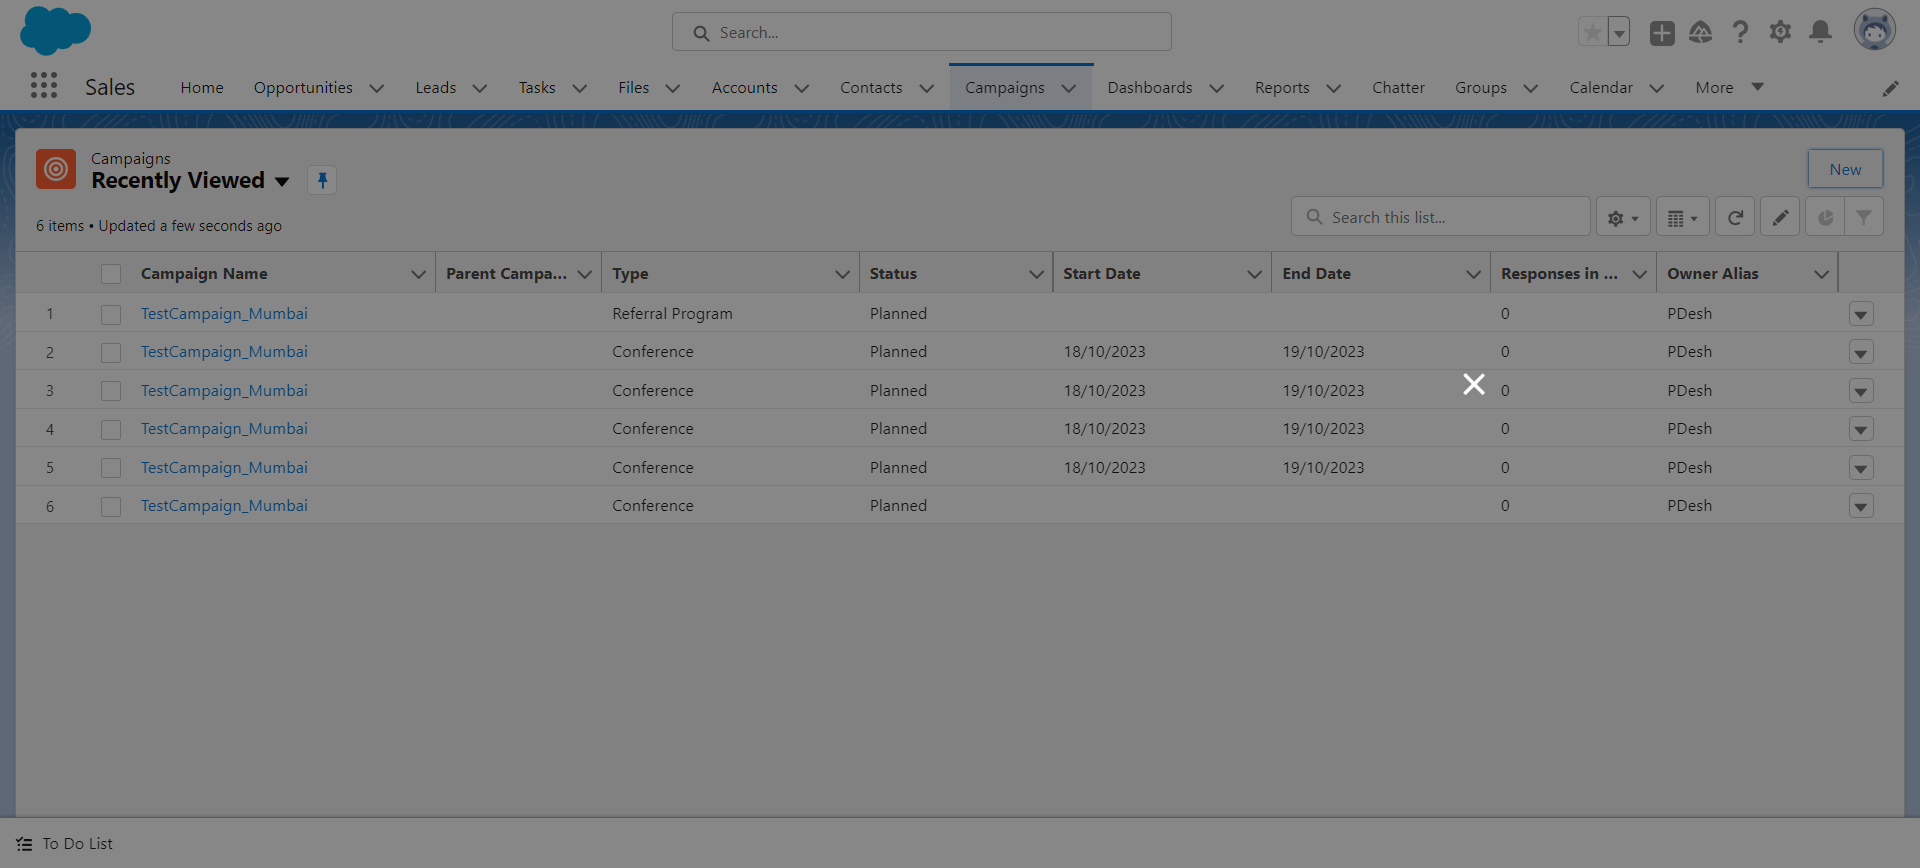 Search...
Sales
Home
Opportunities
Leads
Tasks
Files
Accounts
Contacts
Campaigns
Dashboards
Reports
Chatter
Groups
Calendar
More
Campaigns
Recently Viewed
New
6 items • Updated a few seconds ago
Search this list...
Campaign Name Parent Campa... Type Status Start Date End Date Responses in ... Owner Alias
1 TestCampaign_Mumbai Referral Program Planned 0 PDesh
2 TestCampaign_Mumbai Conference Planned 18/10/2023 19/10/2023 0 PDesh
3 TestCampaign_Mumbai Conference Planned 18/10/2023 19/10/2023 0 PDesh
4 TestCampaign_Mumbai Conference Planned 18/10/2023 19/10/2023 0 PDesh
5 TestCampaign_Mumbai Conference Planned 18/10/2023 19/10/2023 0 PDesh
6 TestCampaign_Mumbai Conference Planned 0 PDesh
To Do List